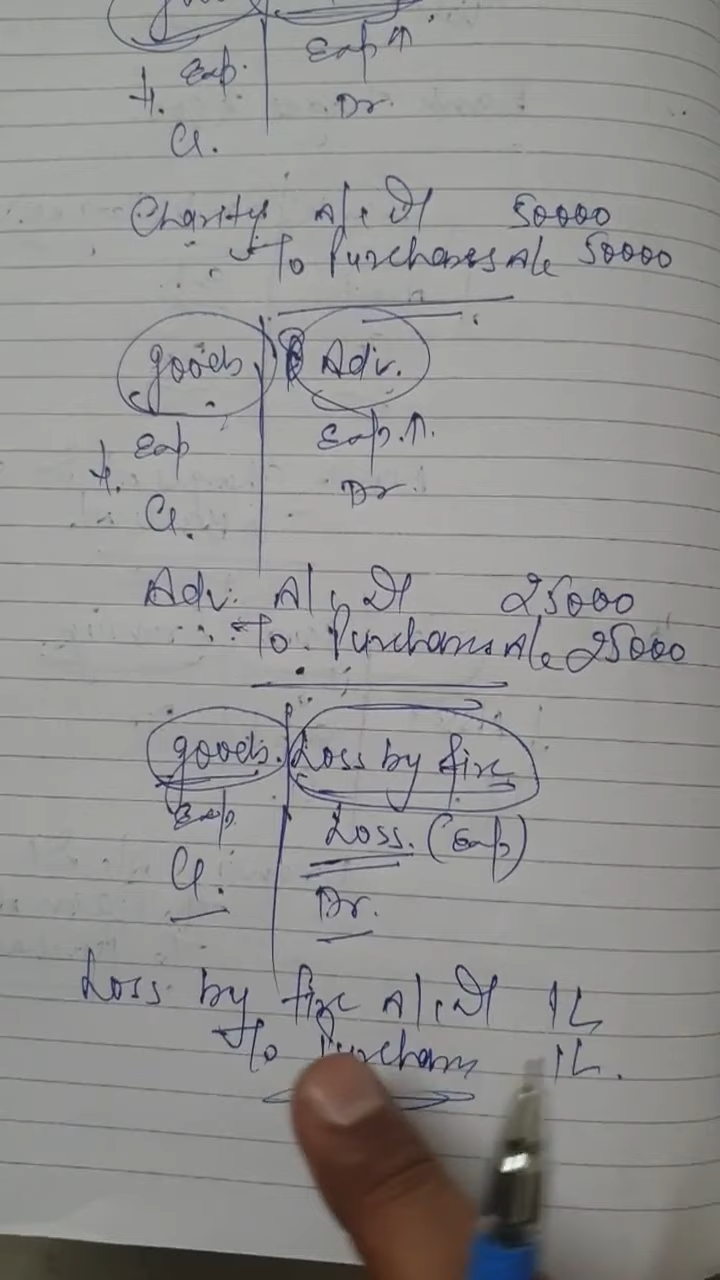 Exp. Exp ↑
↓. Dr.
Cr.
Charity A/c Dr 50000
To Purchases A/c 50000
goods Adv.
Exp Exp. ↑.
↓. Dr
Cr.
Adv. A/c Dr 25000
To Purchases A/c 25000
goods. Loss by fire
Exp. Loss. (Exp)
Cr. Dr.
Loss by fire A/c Dr 1L
To Purchases 1L.